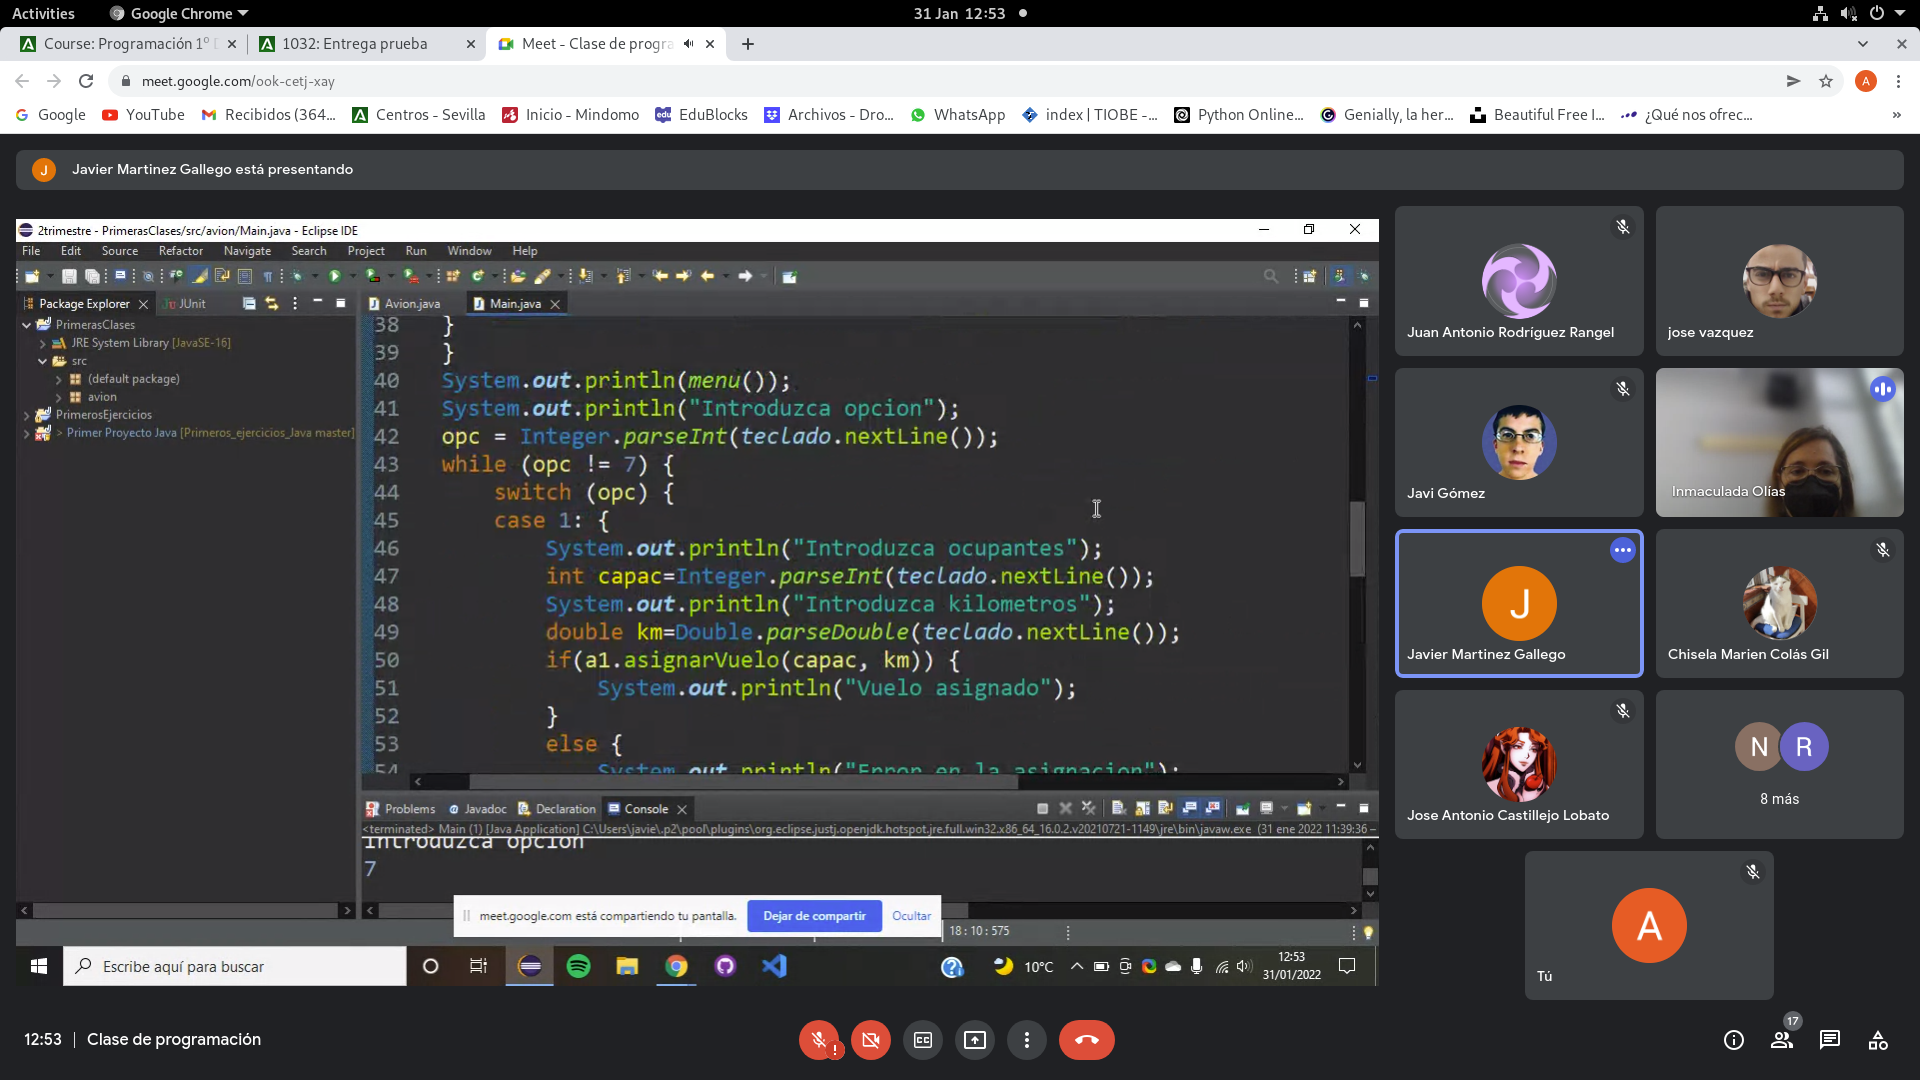 Activities
Google Chrome
31 Jan 12:53
Course: Programación 1º
1032: Entrega prueba
Meet - Clase de progra
meet.google.com/ook-cetj-xay
A
Google
YouTube
Recibidos (364...
Centros - Sevilla
Inicio - Mindomo
EduBlocks
Archivos - Dro...
WhatsApp
index | TIOBE -...
Python Online...
Genially, la her...
Beautiful Free I...
¿Qué nos ofrec...
»
J
Javier Martinez Gallego está presentando
2trimestre - PrimerasClases/src/avion/Main.java - Eclipse IDE
File Edit Source Refactor Navigate Search Project Run Window Help
Package Explorer
JUnit
Avion.java
Main.java
PrimerasClases
JRE System Library [JavaSE-16]
src
(default package)
avion
PrimerosEjercicios
> Primer Proyecto Java [Primeros_ejercicios_Java master]
38 }
39 }
40 System.out.println(menu());
41 System.out.println("Introduzca opcion");
42 opc = Integer.parseInt(teclado.nextLine());
43 while (opc != 7) {
44 switch (opc) {
45 case 1: {
46 System.out.println("Introduzca ocupantes");
47 int capac=Integer.parseInt(teclado.nextLine());
48 System.out.println("Introduzca kilometros");
49 double km=Double.parseDouble(teclado.nextLine());
50 if(a1.asignarVuelo(capac, km)) {
51 System.out.println("Vuelo asignado");
52 }
53 else {
54 System.out.println("Error en la asignacion");
Problems
Javadoc
Declaration
Console
<terminated> Main (1) [Java Application] C:\Users\javie\.p2\pool\plugins\org.eclipse.justj.openjdk.hotspot.jre.full.win32.x86_64_16.0.2.v20210721-1149\jre\bin\javaw.exe (31 ene 2022 11:39:36 –
Introduzca opcion
7
meet.google.com está compartiendo tu pantalla.
Dejar de compartir
Ocultar
18 : 10 : 575
Escribe aquí para buscar
10°C
12:53
31/01/2022
Juan Antonio Rodríguez Rangel
jose vazquez
Javi Gómez
Inmaculada Olías
J
Javier Martinez Gallego
Chisela Marien Colás Gil
Jose Antonio Castillejo Lobato
N
R
8 más
A
Tú
12:53
Clase de programación
17